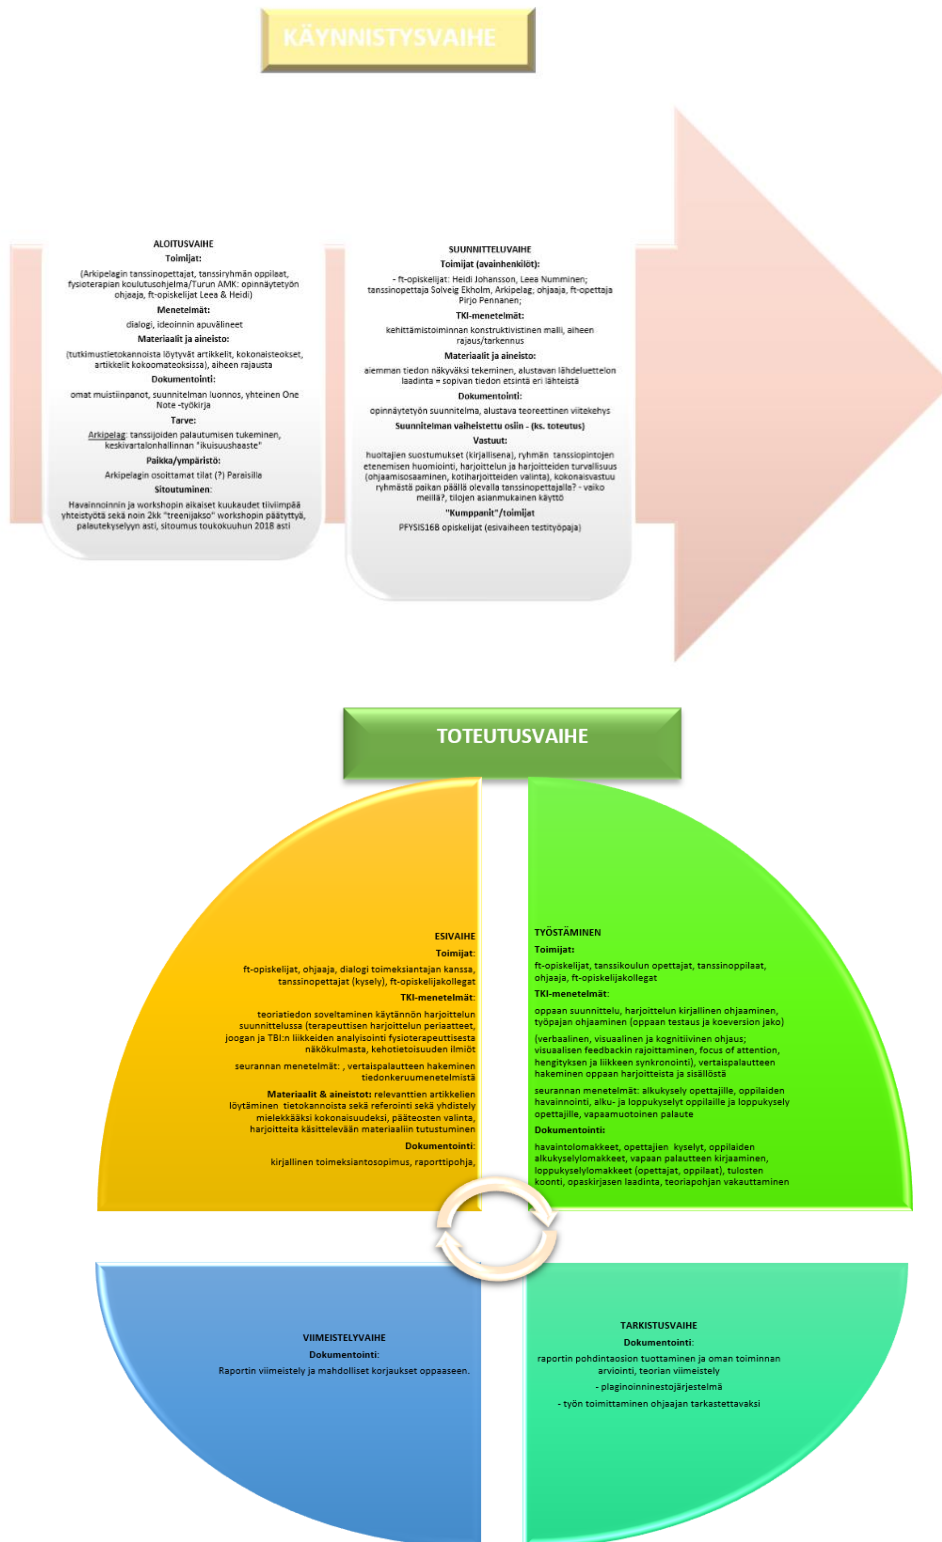 KÄYNNISTYSVAIHE
ALOITUSVAIHE
Toimijat:
(Arkipelagin tanssinopettajat, tanssiryhmän oppilaat,
fysioterapian koulutusohjelma/Turun AMK: opinnäytetyön
ohjaaja, ft-opiskelijat Leea & Heidi)
Menetelmät:
dialogi, ideoinnin apuvälineet
Materiaalit ja aineisto:
(tutkimustietokannoista löytyvät artikkelit, kokonaisteokset,
artikkelit kokoomateoksissa), aiheen rajausta
Dokumentointi:
omat muistiinpanot, suunnitelman luonnos, yhteinen One
Note -työkirja
Tarve:
Arkipelag: tanssijoiden palautumisen tukeminen,
keskivartalonhallinnan "ikuisuushaaste"
Paikka/ympäristö:
Arkipelagin osoittamat tilat (?) Paraisilla
Sitoutuminen:
Havainnoinnin ja workshopin aikaiset kuukaudet tiiviimpää
yhteistyötä sekä noin 2kk "treenijakso" workshopin päätyttyä,
palautekyselyyn asti, sitoumus toukokuuhun 2018 asti
SUUNNITTELUVAIHE
Toimijat (avainhenkilöt):
- ft-opiskelijat: Heidi Johansson, Leea Numminen;
tanssinopettaja Solveig Ekholm, Arkipelag; ohjaaja, ft-opettaja
Pirjo Pennanen;
TKI-menetelmät:
kehittämistoiminnan konstruktivistinen malli, aiheen
rajaus/tarkennus
Materiaalit ja aineisto:
aiemman tiedon näkyväksi tekeminen, alustavan lähdeluettelon
laadinta = sopivan tiedon etsintä eri lähteistä
Dokumentointi:
opinnäytetyön suunnitelma, alustava teoreettinen viitekehys
Suunnitelman vaiheistettu osiin - (ks. toteutus)
Vastuut:
huoltajien suostumukset (kirjallisena), ryhmän tanssiopintojen
etenemisen huomiointi, harjoittelun ja harjoitteiden turvallisuus
(ohjaamisosaaminen, kotiharjoitteiden valinta), kokonaisvastuu
ryhmästä paikan päällä olevalla tanssinopettajalla? - vaiko
meillä?, tilojen asianmukainen käyttö
"Kumppanit"/toimijat
PFYSIS16B opiskelijat (esivaiheen testityöpaja)
TOTEUTUSVAIHE
ESIVAIHE
Toimijat:
ft-opiskelijat, ohjaaja, dialogi toimeksiantajan kanssa,
tanssinopettajat (kysely), ft-opiskelijakollegat
TKI-menetelmät:
teoriatiedon soveltaminen käytännön harjoittelun
suunnittelussa (terapeuttisen harjoittelun periaatteet,
joogan ja TBI:n liikkeiden analyisointi fysioterapeuttisesta
näkökulmasta, kehotietoisuuden ilmiöt
seurannan menetelmät: , vertaispalautteen hakeminen
tiedonkeruumenetelmistä
Materiaalit & aineistot: relevanttien artikkelien
löytäminen tietokannoista sekä referointi sekä yhdistely
mielekkääksi kokonaisuudeksi, pääteosten valinta,
harjoitteita käsittelevään materiaaliin tutustuminen
Dokumentointi:
kirjallinen toimeksiantosopimus, raporttipohja,
TYÖSTÄMINEN
Toimijat:
ft-opiskelijat, tanssikoulun opettajat, tanssinoppilaat,
ohjaaja, ft-opiskelijakollegat
TKI-menetelmät:
oppaan suunnittelu, harjoittelun kirjallinen ohjaaminen,
työpajan ohjaaminen (oppaan testaus ja koeversion jako)
(verbaalinen, visuaalinen ja kognitiivinen ohjaus;
visuaalisen feedbackin rajoittaminen, focus of attention,
hengityksen ja liikkeen synkronointi), vertaispalautteen
hakeminen oppaan harjoitteista ja sisällöstä
seurannan menetelmät: alkukysely opettajille, oppilaiden
havainnointi, alku- ja loppukyselyt oppilaille ja loppukysely
opettajille, vapaamuotoinen palaute
Dokumentointi:
havaintolomakkeet, opettajien kyselyt, oppilaiden
alkukyselylomakkeet, vapaan palautteen kirjaaminen,
loppukyselylomakkeet (opettajat, oppilaat), tulosten
koonti, opaskirjasen laadinta, teoriapohjan vakauttaminen
VIIMEISTELYVAIHE
Dokumentointi:
Raportin viimeistely ja mahdolliset korjaukset oppaaseen.
TARKISTUSVAIHE
Dokumentointi:
raportin pohdintaosion tuottaminen ja oman toiminnan
arviointi, teorian viimeistely
- plaginoinninestojärjestelmä
- työn toimittaminen ohjaajan tarkastettavaksi